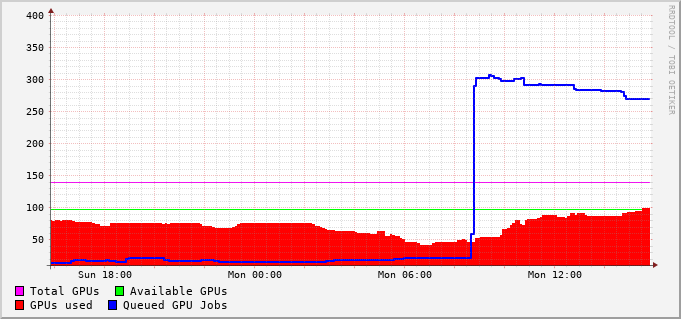 400
350
300
250
200
150
100
50
Sun 18:00 Mon 00:00 Mon 06:00 Mon 12:00
Total GPUs Available GPUs
GPUs used Queued GPU Jobs
RRDTOOL / TOBI OETIKER